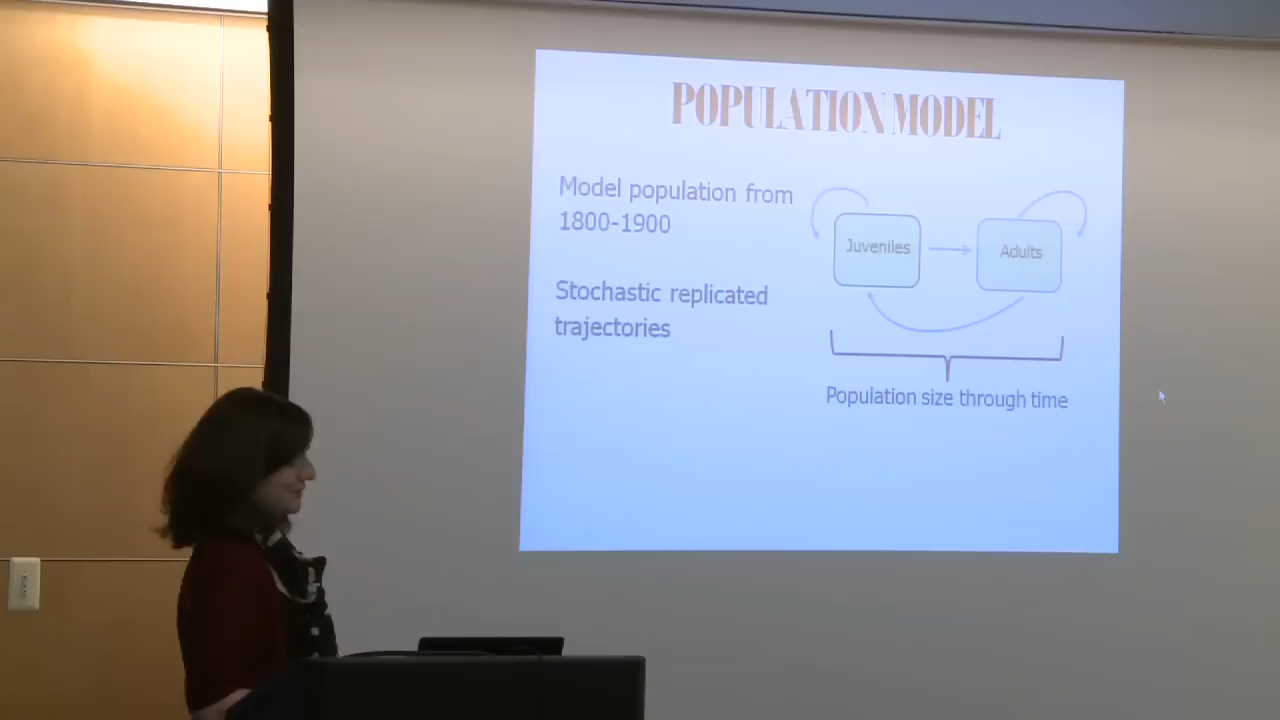 POPULATION MODEL
Model population from
1800-1900
Stochastic replicated
trajectories
Juveniles
Adults
Population size through time